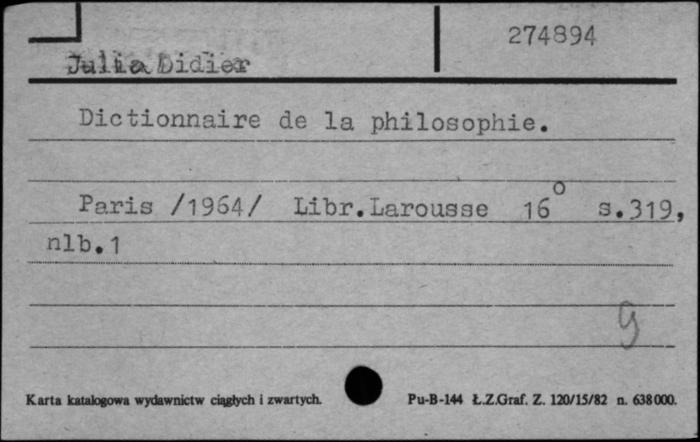 274894
Julia Didier
Dictionnaire de la philosophie.
Paris /1964/ Libr.Larousse 16° s.319,
nlb.1
g
Karta katalogowa wydawnictw ciągłych i zwartych. Pu-B-144 Ł.Z.Graf. Z. 120/15/82 n. 638000.